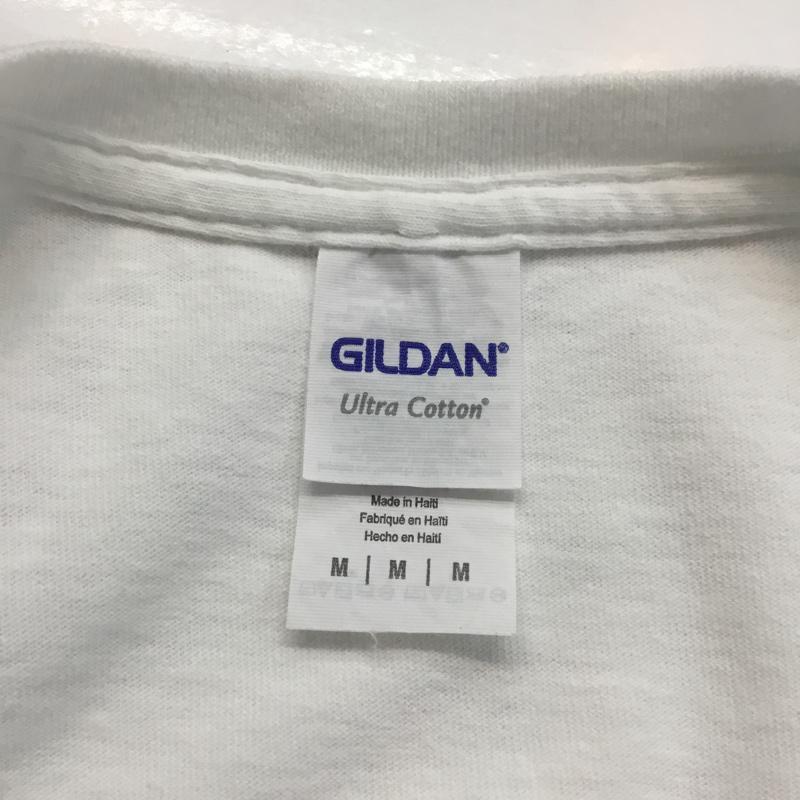 GILDAN®
Ultra Cotton®
Made in Haiti
Fabriqué en Haïti
Hecho en Haití
M | M | M